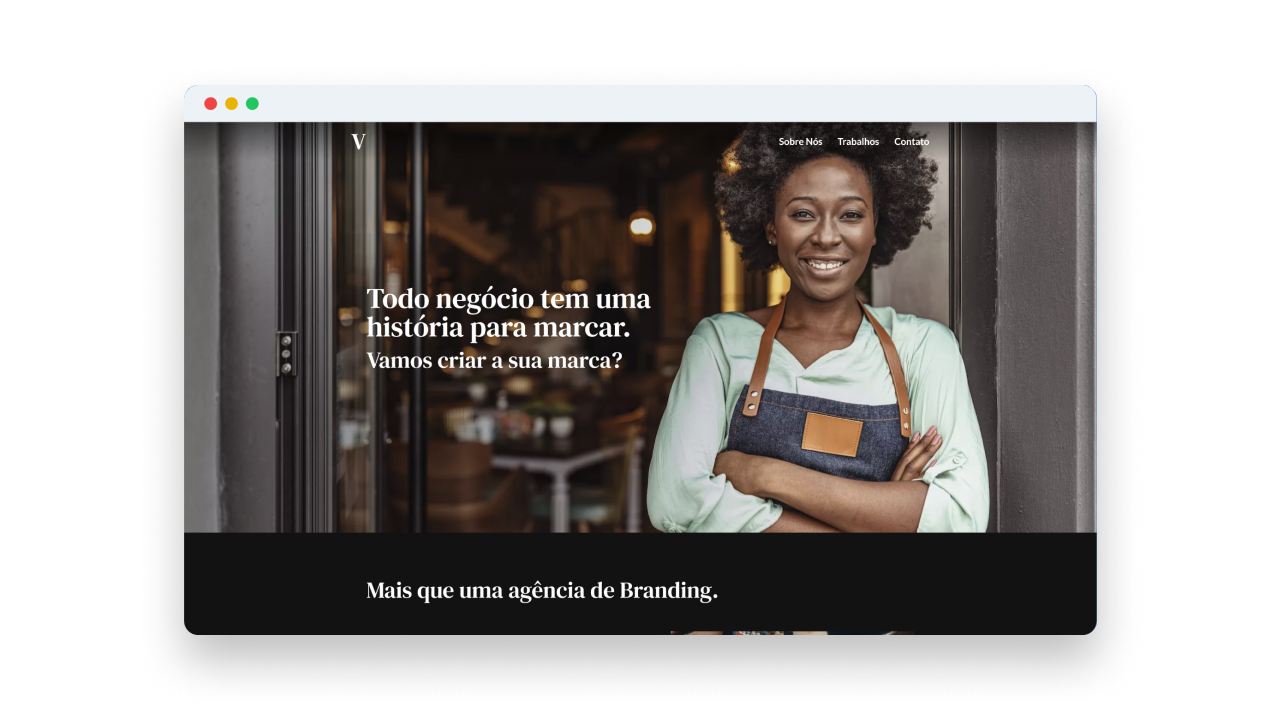 V
Sobre Nós Trabalhos Contato
Todo negócio tem uma
história para marcar.
Vamos criar a sua marca?
Mais que uma agência de Branding.